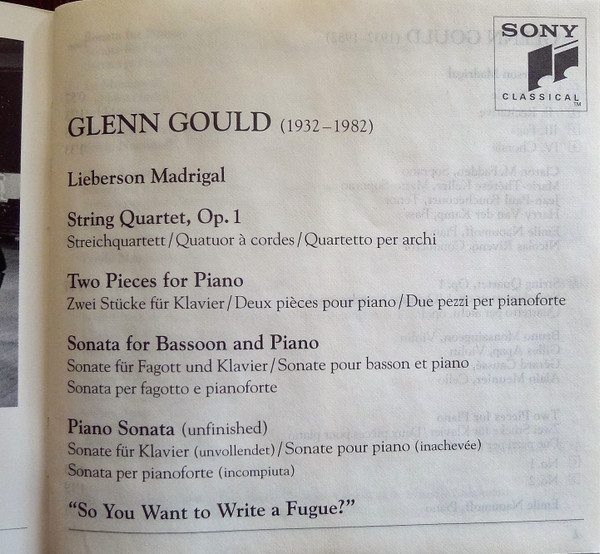 SONY
CLASSICAL
TM
GLENN GOULD (1932–1982)
Lieberson Madrigal
String Quartet, Op. 1
Streichquartett/Quatuor à cordes/Quartetto per archi
Two Pieces for Piano
Zwei Stücke für Klavier/Deux pièces pour piano/Due pezzi per pianoforte
Sonata for Bassoon and Piano
Sonate für Fagott und Klavier/Sonate pour basson et piano
Sonata per fagotto e pianoforte
Piano Sonata (unfinished)
Sonate für Klavier (unvollendet)/Sonate pour piano (inachevée)
Sonata per pianoforte (incompiuta)
“So You Want to Write a Fugue?”